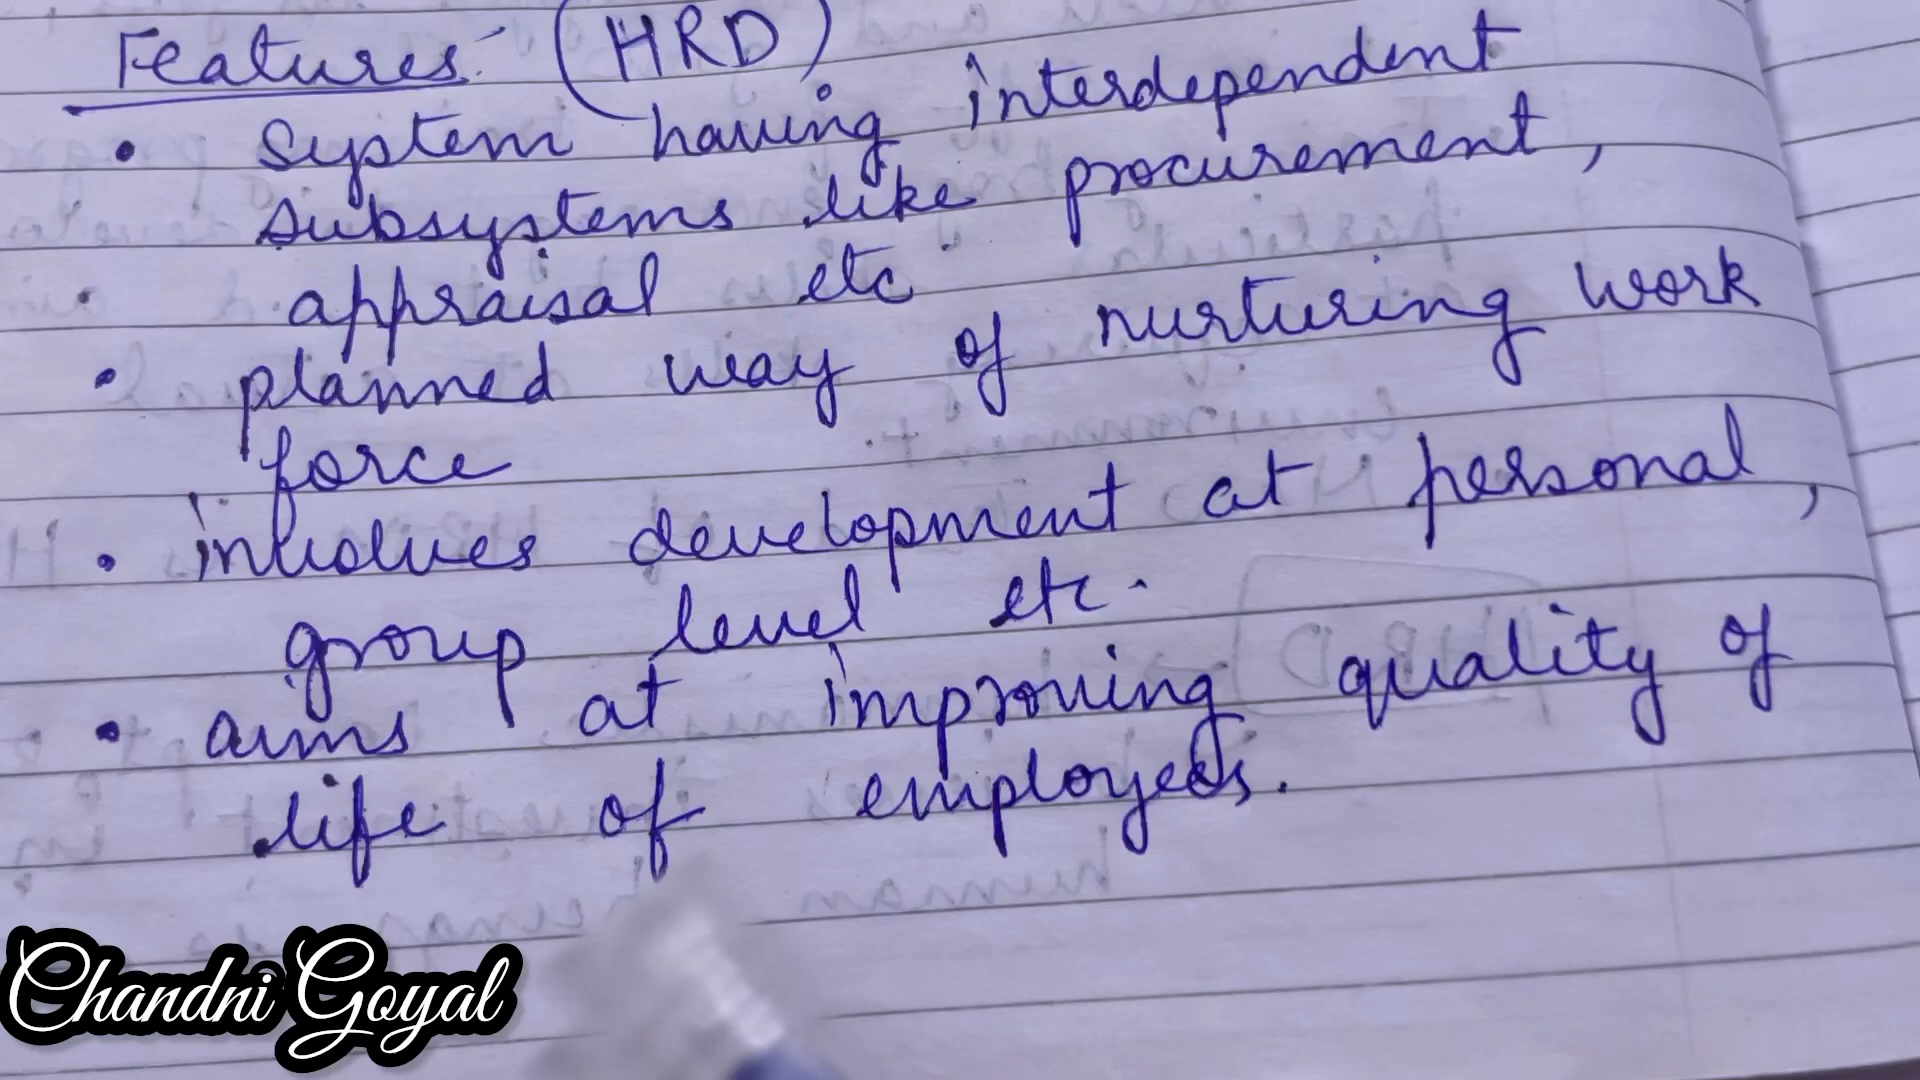 Features: (HRD)
• System having interdependent
subsystems like procurement,
• appraisal etc
• planned way of nurturing work
force
• involves development at personal,
group level etc.
• aims at improving quality of
life of employees.
Chandni Goyal